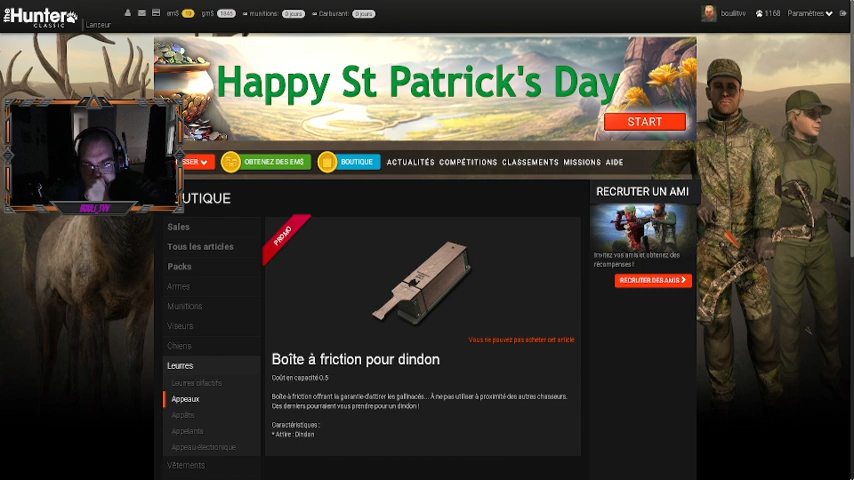 the Hunter CLASSIC
Lanceur
em$ 10 gm$ 1845 ∞ munitions: 0 jours ∞ Carburant: 0 jours
boullitvv 1168 Paramètres
Happy St Patrick's Day
START
OBTENEZ DES EM$
BOUTIQUE
ACTUALITÉS COMPÉTITIONS CLASSEMENTS MISSIONS AIDE
Sales
Tous les articles
Packs
Armes
Munitions
Viseurs
Chiens
Leurres
Leurres olfactifs
Appeaux
Appâts
Appelants
Appeau électronique
Vêtements
PROMO
Vous ne pouvez pas acheter cet article
Boîte à friction pour dindon
Coût en capacité 0.5
Boîte à friction offrant la garantie d'attirer les gallinacés... À ne pas utiliser à proximité des autres chasseurs.
Ces derniers pourraient vous prendre pour un dindon !
Caractéristiques :
* Attire : Dindon
RECRUTER UN AMI
Invitez vos amis et obtenez des
récompenses !
RECRUTER DES AMIS